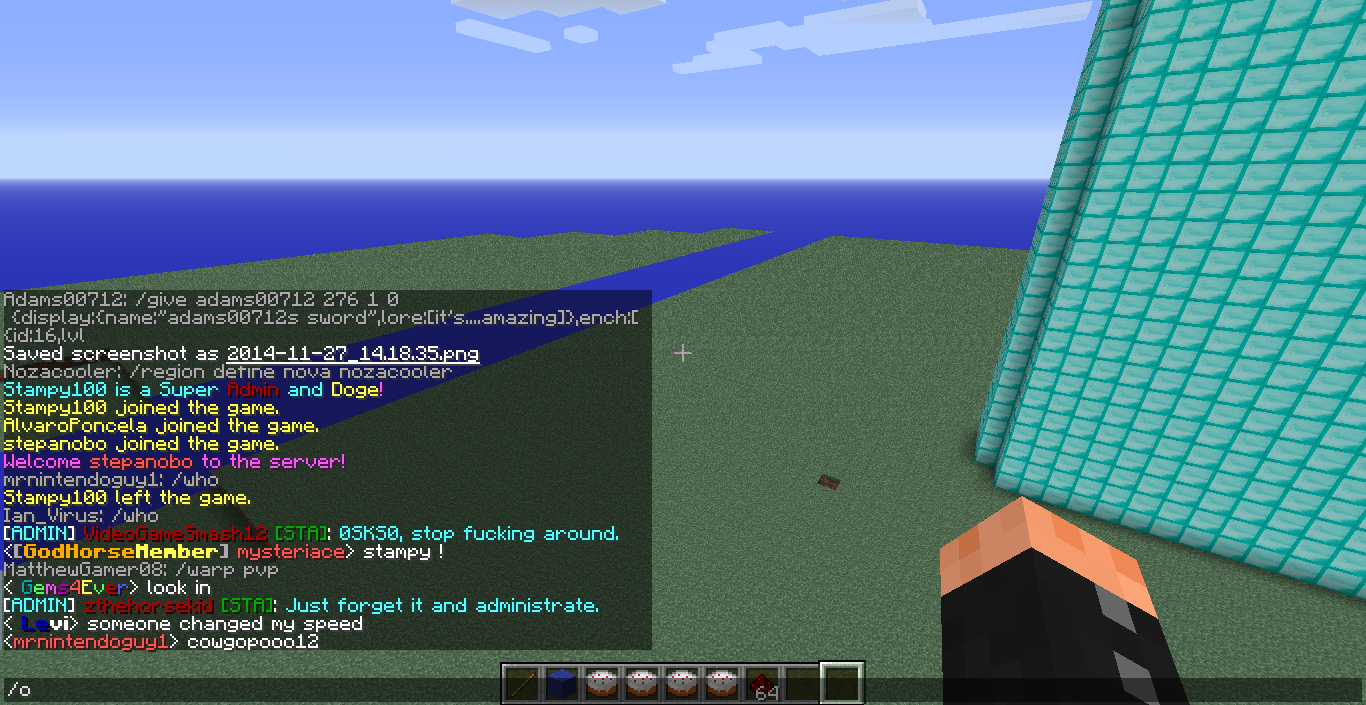 Adams00712: /give adams00712 276 1 0
{display:{name:"adams00712s sword",lore:[it's....amazing]},ench:[
{id:16,lvl
Saved screenshot as 2014-11-27_14.18.35.png
Nozacooler: /region define nova nozacooler
Stampy100 is a Super Admin and Doge!
Stampy100 joined the game.
AlvaroPoncela joined the game.
stepanobo joined the game.
Welcome stepanobo to the server!
mrnintendoguy1: /who
Stampy100 left the game.
Ian_Virus: /who
[ADMIN] VideoGameSmash12 [STA]: 0SKS0, stop fucking around.
<[GodHorseMember] mysteriace> stampy !
MatthewGamer08: /warp pvp
< Gems4Ever> look in
[ADMIN] zthehorsekid [STA]: Just forget it and administrate.
< Levi> someone changed my speed
<mrnintendoguy1> cowgopooo12
64
/o